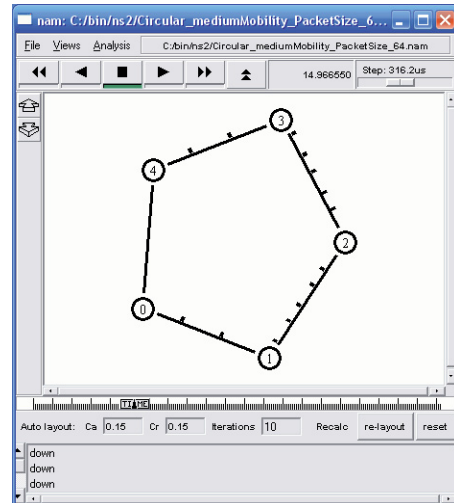 nam: C:/bin/ns2/Circular_mediumMobility_PacketSize_6...
File Views Analysis C:/bin/ns2/Circular_mediumMobility_PacketSize_64.nam
14.966550 Step: 316.2us
3
4
2
0
1
TIME
Auto layout: Ca 0.15 Cr 0.15 Iterations 10 Recalc re-layout reset
down
down
down